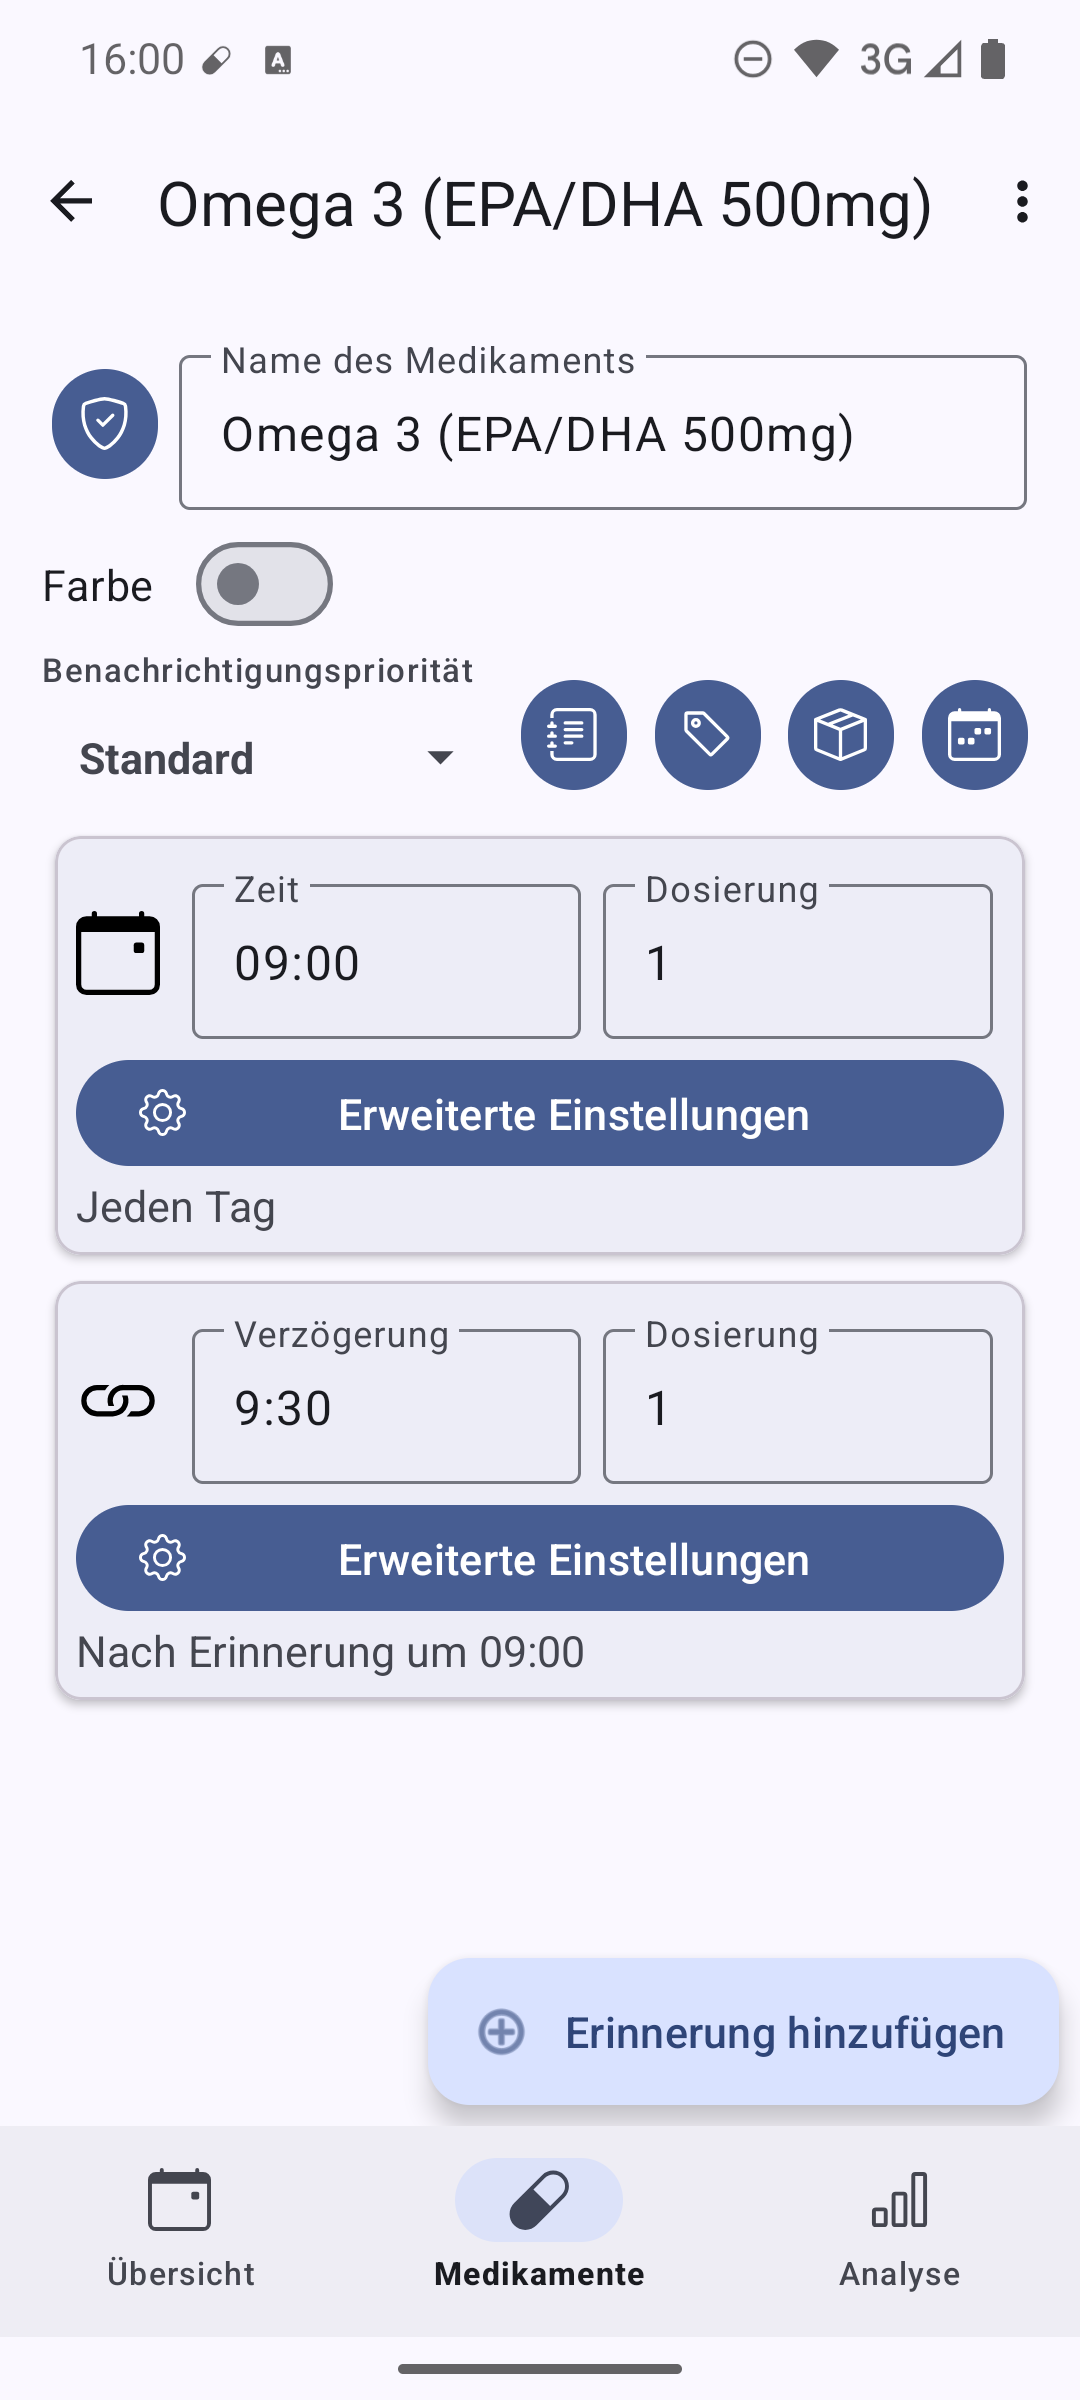 16:00
3G
Omega 3 (EPA/DHA 500mg)
Name des Medikaments
Omega 3 (EPA/DHA 500mg)
Farbe
Benachrichtigungspriorität
Standard
Zeit
09:00
Dosierung
1
Erweiterte Einstellungen
Jeden Tag
Verzögerung
9:30
Dosierung
1
Erweiterte Einstellungen
Nach Erinnerung um 09:00
Erinnerung hinzufügen
Übersicht
Medikamente
Analyse